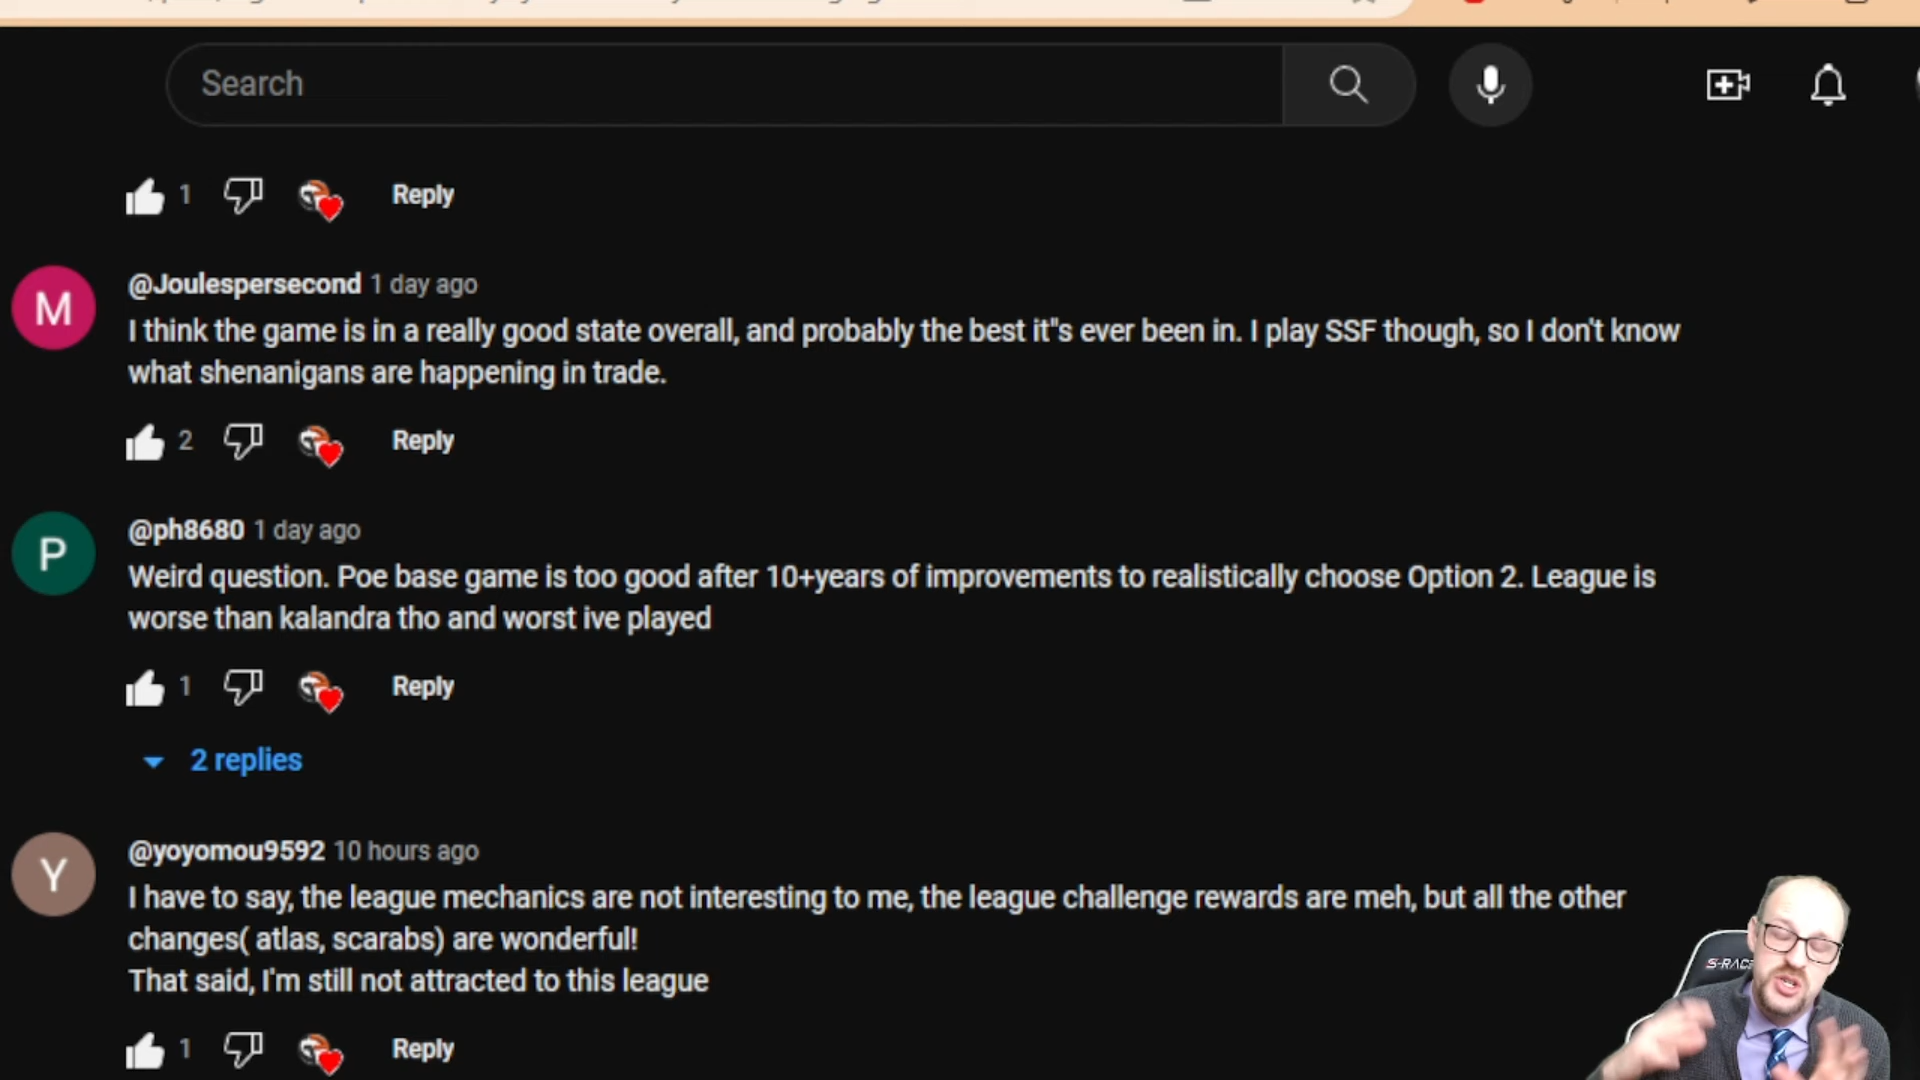 Search
1 Reply
M
@Joulespersecond 1 day ago
I think the game is in a really good state overall, and probably the best it"s ever been in. I play SSF though, so I don't know
what shenanigans are happening in trade.
2 Reply
P
@ph8680 1 day ago
Weird question. Poe base game is too good after 10+years of improvements to realistically choose Option 2. League is
worse than kalandra tho and worst ive played
1 Reply
2 replies
Y
@yoyomou9592 10 hours ago
I have to say, the league mechanics are not interesting to me, the league challenge rewards are meh, but all the other
changes( atlas, scarabs) are wonderful!
That said, I'm still not attracted to this league
1 Reply